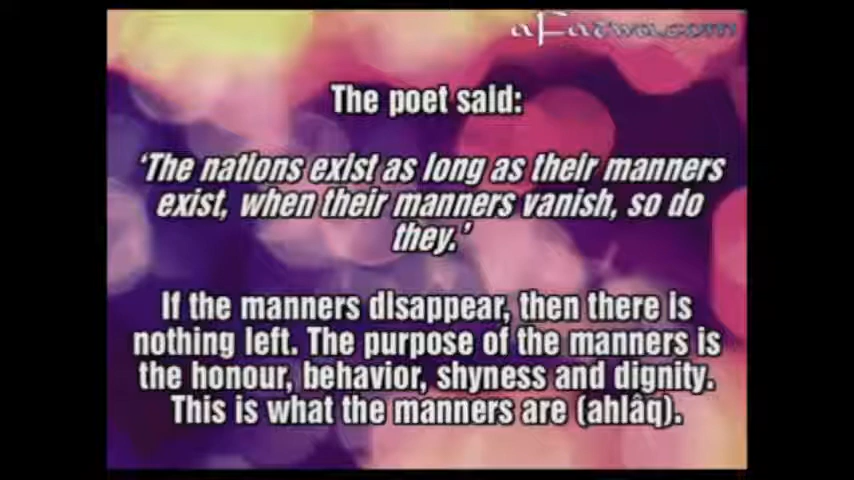 aFatwa.com
The poet said:
‘The nations exist as long as their manners
exist, when their manners vanish, so do
they.’
If the manners disappear, then there is
nothing left. The purpose of the manners is
the honour, behavior, shyness and dignity.
This is what the manners are (ahlâq).